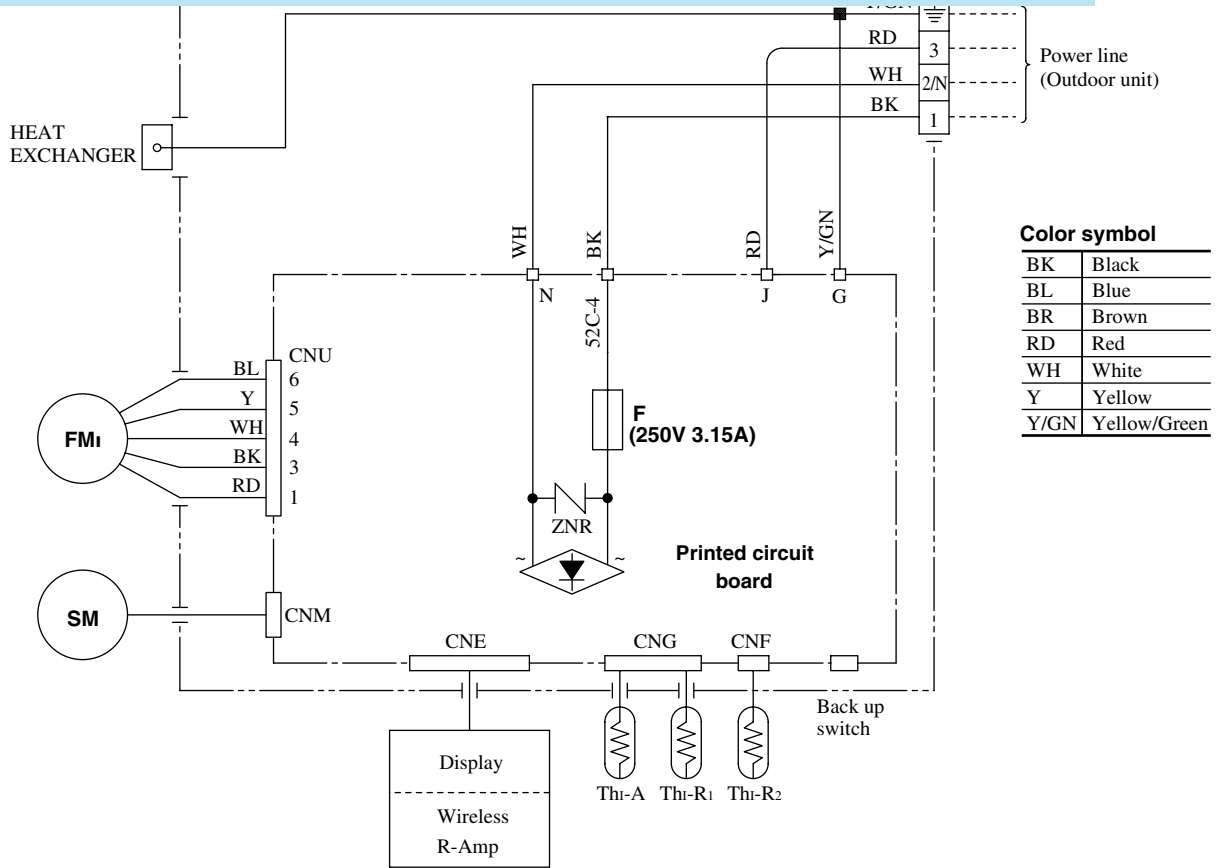 Y/GN
RD
3
Power line
(Outdoor unit)
WH
2/N
BK
1
HEAT
EXCHANGER
WH
BK
RD
Y/GN
Color symbol
BK Black
BL Blue
BR Brown
RD Red
WH White
Y Yellow
Y/GN Yellow/Green
N
J
G
52C-4
CNU
BL 6
Y 5
WH 4
BK 3
RD 1
FMI
F
(250V 3.15A)
ZNR
~ ~
Printed circuit
board
SM
CNM
CNE
CNG
CNF
Back up
switch
Display
Wireless
R-Amp
ThI-A
ThI-R1
ThI-R2